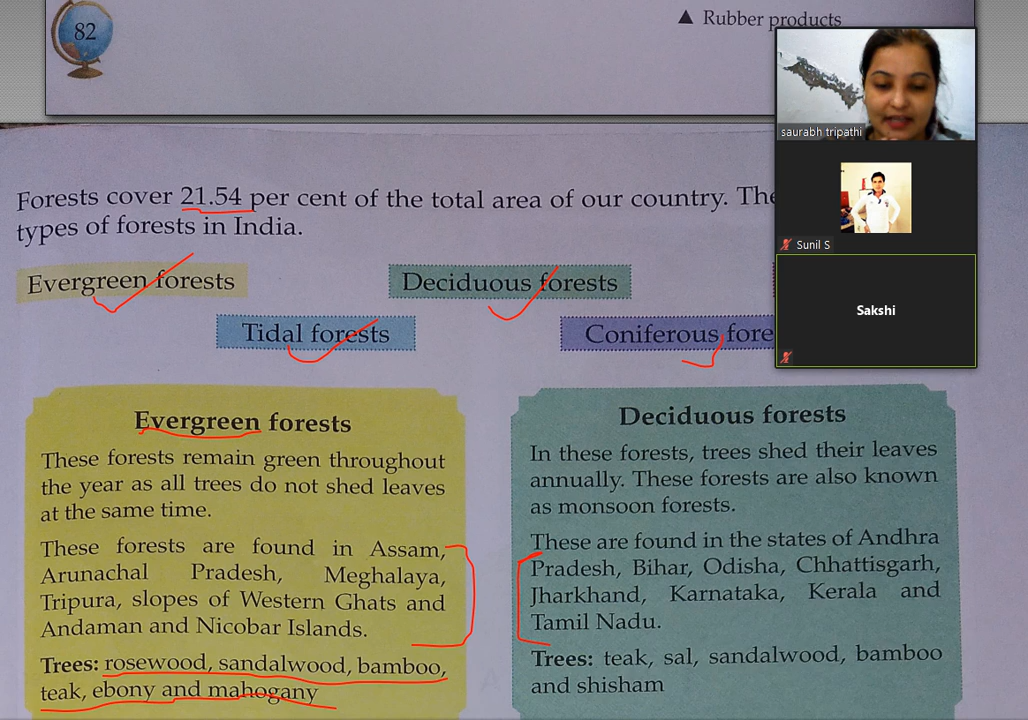 82
▲ Rubber products
saurabh tripathi
Sunil S
Sakshi
Forests cover 21.54 per cent of the total area of our country. The
types of forests in India.
Evergreen forests
Deciduous forests
Tidal forests
Coniferous fore
Evergreen forests
These forests remain green throughout
the year as all trees do not shed leaves
at the same time.
These forests are found in Assam,
Arunachal Pradesh, Meghalaya,
Tripura, slopes of Western Ghats and
Andaman and Nicobar Islands.
Trees: rosewood, sandalwood, bamboo,
teak, ebony and mahogany
Deciduous forests
In these forests, trees shed their leaves
annually. These forests are also known
as monsoon forests.
These are found in the states of Andhra
Pradesh, Bihar, Odisha, Chhattisgarh,
Jharkhand, Karnataka, Kerala and
Tamil Nadu.
Trees: teak, sal, sandalwood, bamboo
and shisham